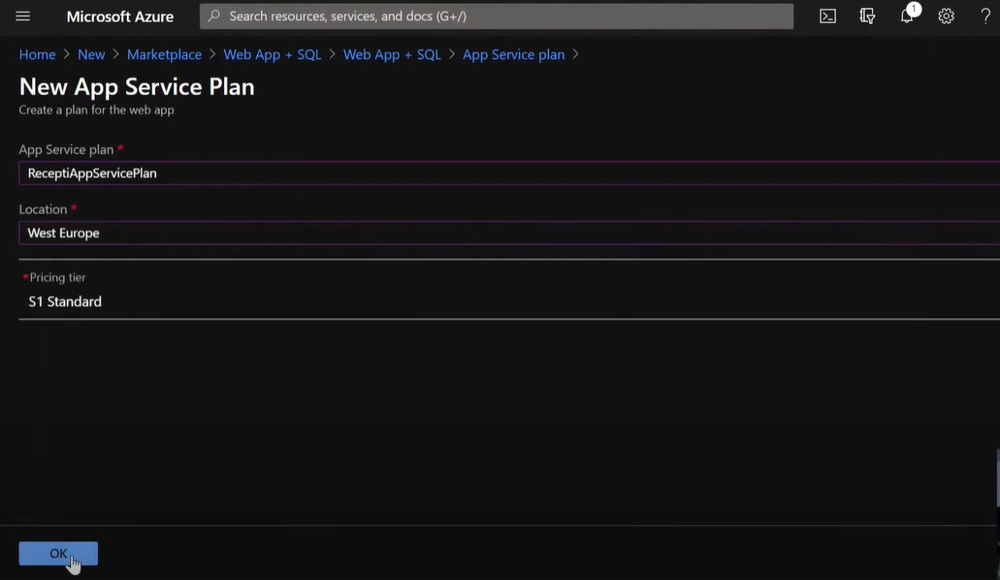 Microsoft Azure
Search resources, services, and docs (G+/)
1
?
Home > New > Marketplace > Web App + SQL > Web App + SQL > App Service plan >
New App Service Plan
Create a plan for the web app
App Service plan *
ReceptiAppServicePlan
Location *
West Europe
*Pricing tier
S1 Standard
OK